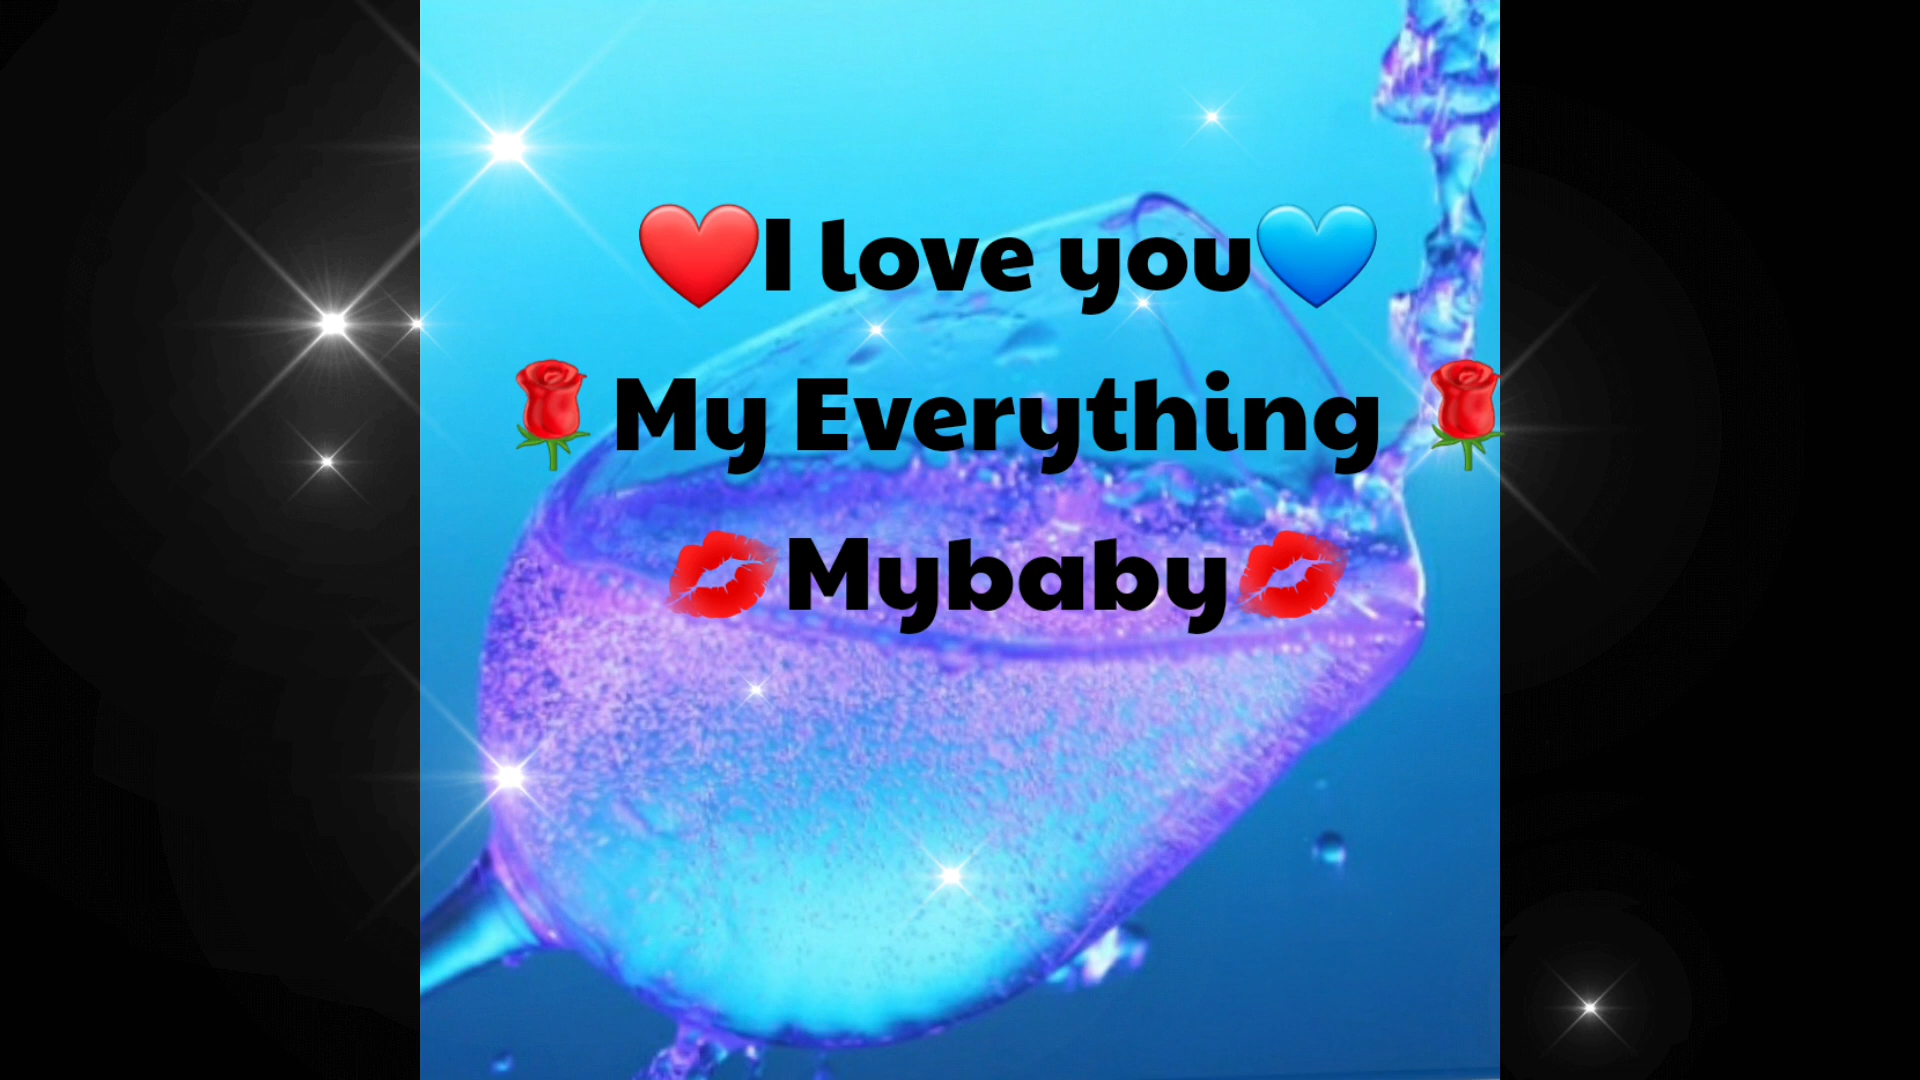 ❤️I love you💙
🌹My Everything 🌹
💋Mybaby💋